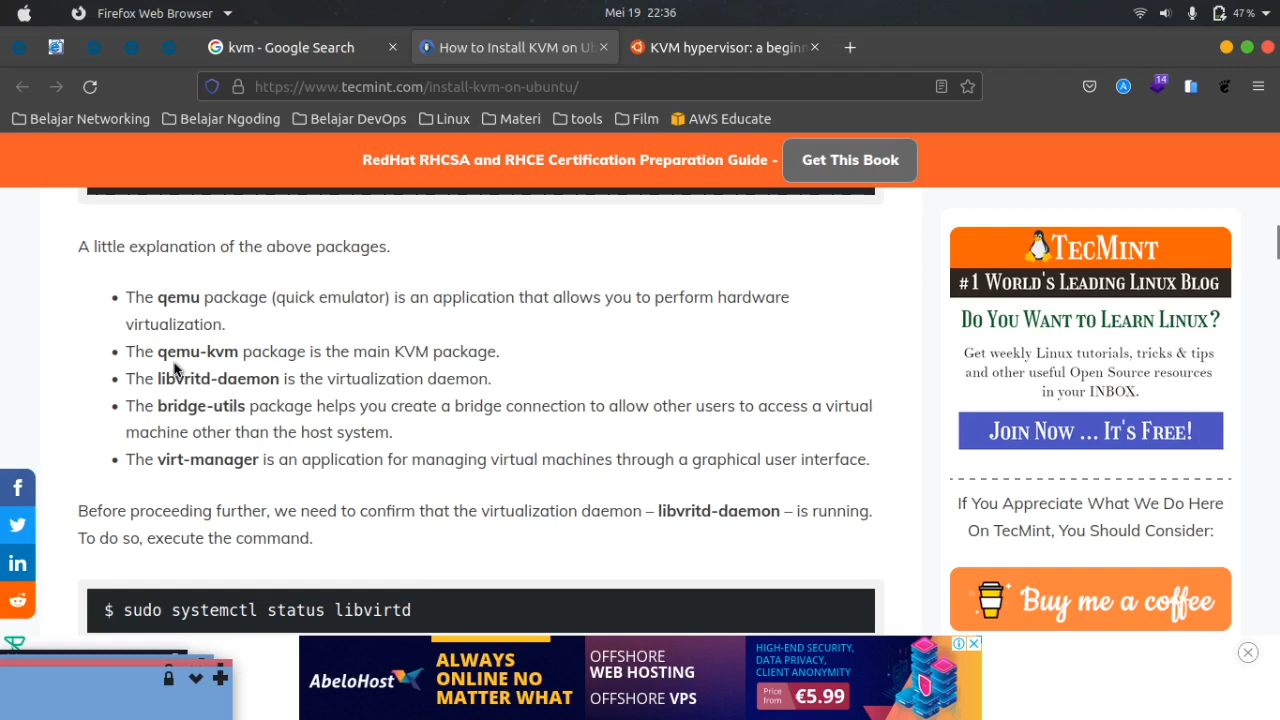 Firefox Web Browser
Mei 19 22:36
47 %
kvm - Google Search
How to Install KVM on Ub
KVM hypervisor: a beginn
https://www.tecmint.com/install-kvm-on-ubuntu/
14
Belajar Networking
Belajar Ngoding
Belajar DevOps
Linux
Materi
tools
Film
AWS Educate
RedHat RHCSA and RHCE Certification Preparation Guide -
Get This Book
A little explanation of the above packages.
• The qemu package (quick emulator) is an application that allows you to perform hardware
virtualization.
• The qemu-kvm package is the main KVM package.
• The libvritd-daemon is the virtualization daemon.
• The bridge-utils package helps you create a bridge connection to allow other users to access a virtual
machine other than the host system.
• The virt-manager is an application for managing virtual machines through a graphical user interface.
Before proceeding further, we need to confirm that the virtualization daemon – libvritd-daemon – is running.
To do so, execute the command.
$ sudo systemctl status libvirtd
TECMINT
#1 WORLD'S LEADING LINUX BLOG
DO YOU WANT TO LEARN LINUX?
Get weekly Linux tutorials, tricks & tips
and other useful Open Source resources
in your INBOX.
JOIN NOW ... IT'S FREE!
If You Appreciate What We Do Here
On TecMint, You Should Consider:
Buy me a coffee
AbeloHost
ALWAYS
ONLINE NO
MATTER WHAT
OFFSHORE
WEB HOSTING
OFFSHORE VPS
HIGH-END SECURITY,
DATA PRIVACY,
CLIENT ANONYMITY
Price
from
€5.99